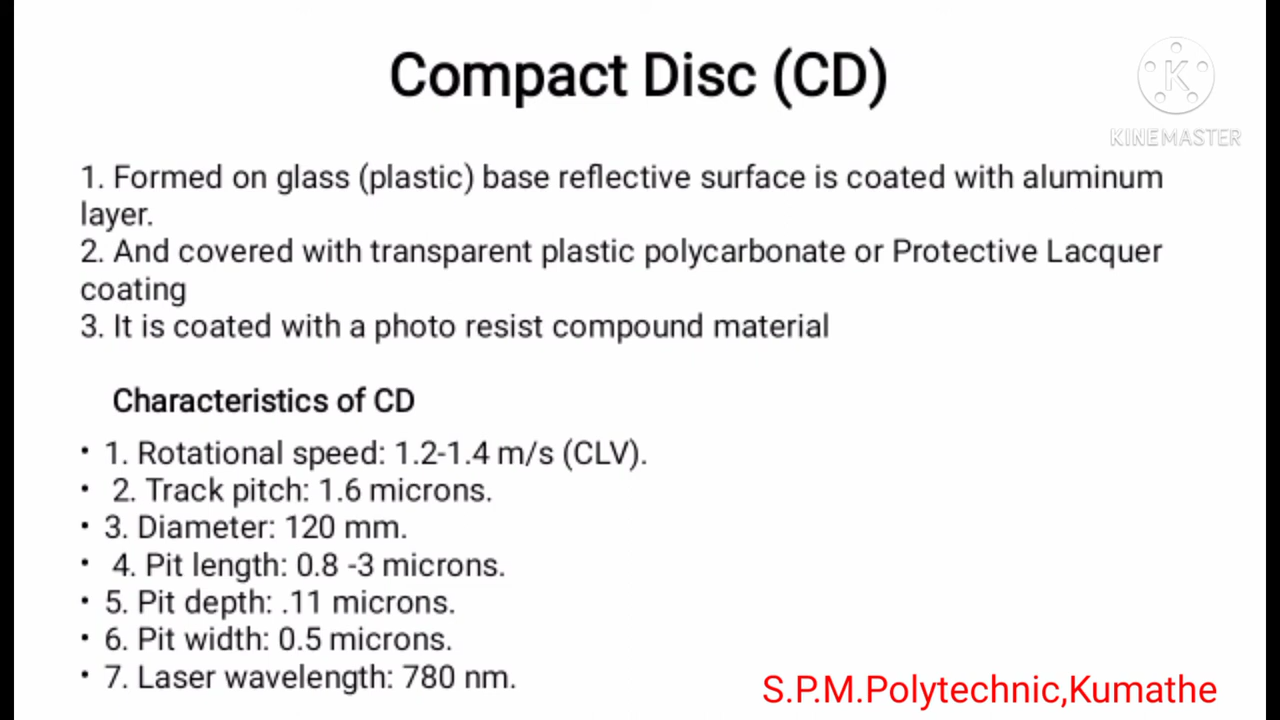 Compact Disc (CD)
K
KINEMASTER
1. Formed on glass (plastic) base reflective surface is coated with aluminum
layer.
2. And covered with transparent plastic polycarbonate or Protective Lacquer
coating
3. It is coated with a photo resist compound material
Characteristics of CD
• 1. Rotational speed: 1.2-1.4 m/s (CLV).
• 2. Track pitch: 1.6 microns.
• 3. Diameter: 120 mm.
• 4. Pit length: 0.8 -3 microns.
• 5. Pit depth: .11 microns.
• 6. Pit width: 0.5 microns.
• 7. Laser wavelength: 780 nm.
S.P.M.Polytechnic,Kumathe